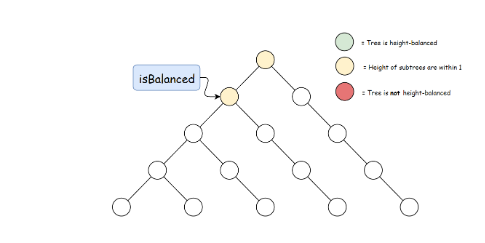 = Tree is height-balanced
= Height of subtrees are within 1
isBalanced
= Tree is not height-balanced